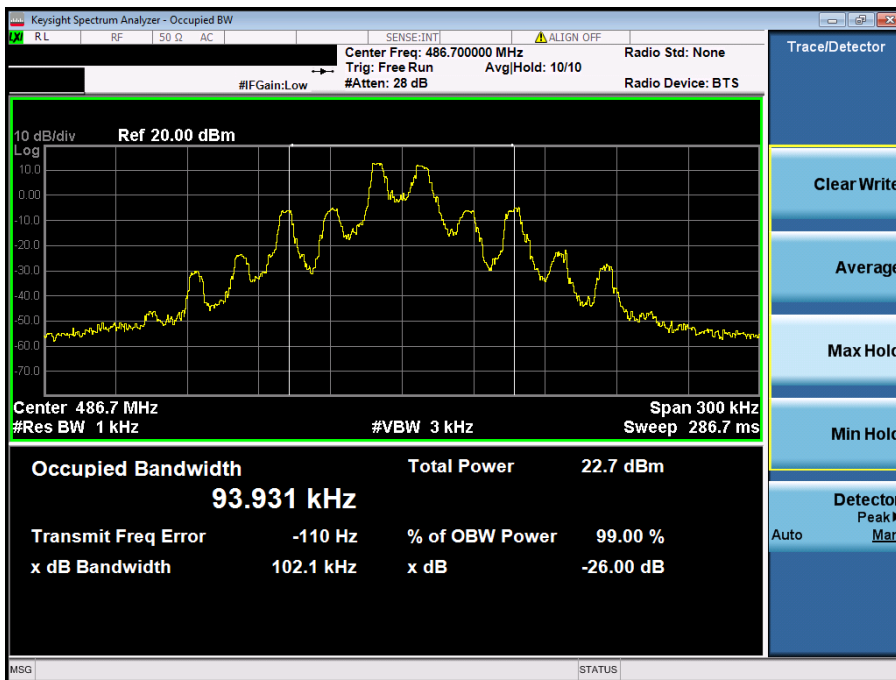 Keysight Spectrum Analyzer - Occupied BW
LXI RL RF 50 Ω AC SENSE:INT ALIGN OFF
Center Freq: 486.700000 MHz Radio Std: None
Trig: Free Run Avg|Hold: 10/10
#IFGain:Low #Atten: 28 dB Radio Device: BTS
Trace/Detector
10 dB/div Ref 20.00 dBm
Log
10.0
0.00
-10.0
-20.0
-30.0
-40.0
-50.0
-60.0
-70.0
Center 486.7 MHz Span 300 kHz
#Res BW 1 kHz #VBW 3 kHz Sweep 286.7 ms
Occupied Bandwidth Total Power 22.7 dBm
93.931 kHz
Transmit Freq Error -110 Hz % of OBW Power 99.00 %
x dB Bandwidth 102.1 kHz x dB -26.00 dB
Clear Write
Average
Max Hold
Min Hold
Detector
Peak
Auto Man
MSG STATUS